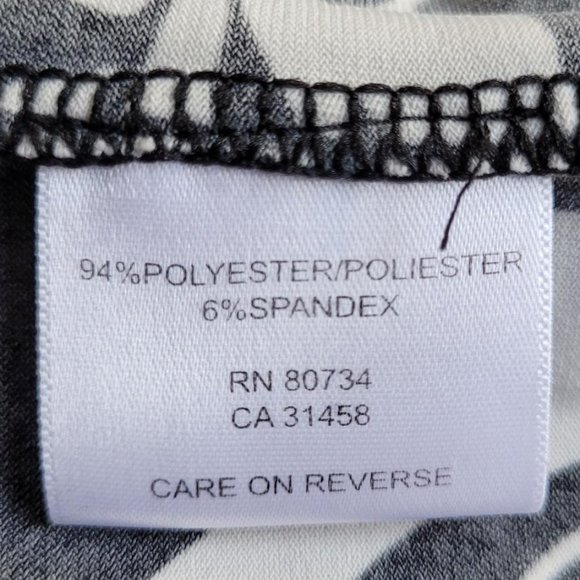 94%POLYESTER/POLIESTER
6%SPANDEX
RN 80734
CA 31458
CARE ON REVERSE